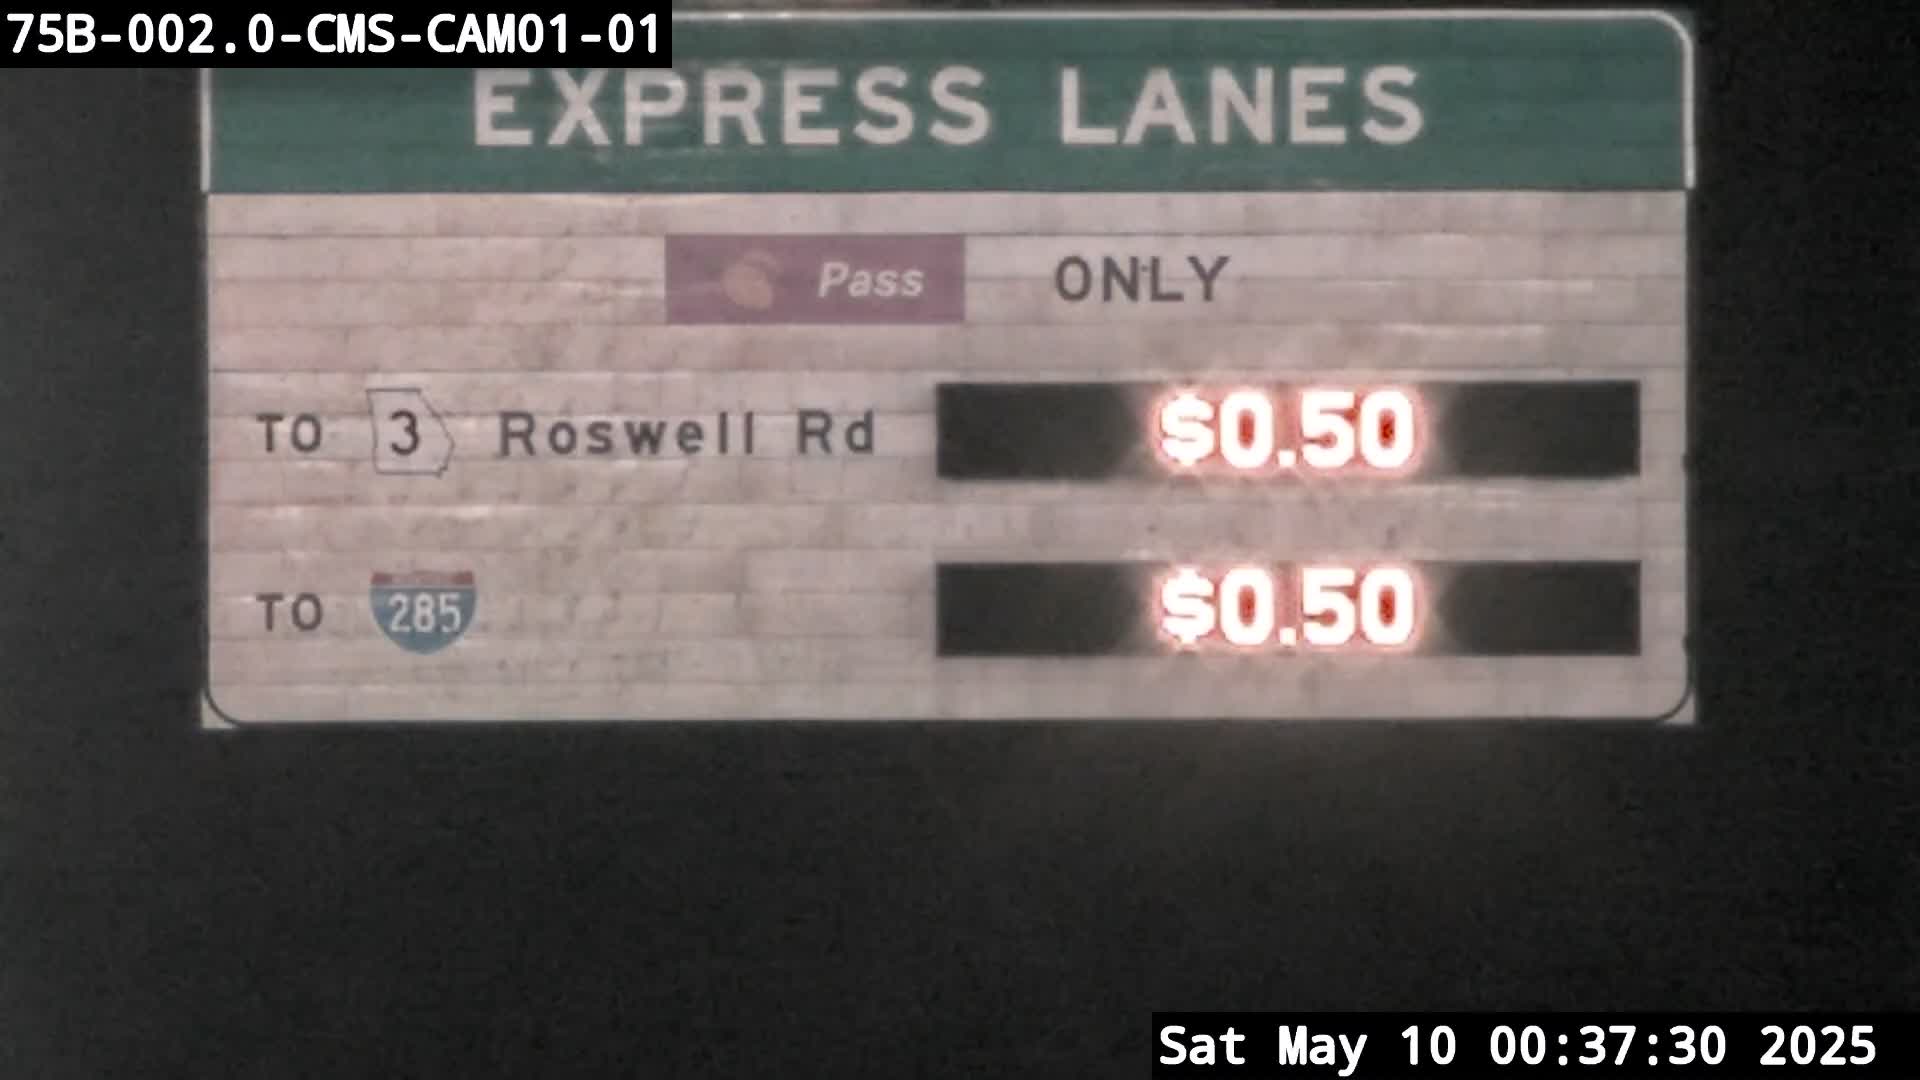 75B-002.0-CMS-CAM01-01
EXPRESS LANES
Pass ONLY
TO 3 Roswell Rd $0.50
TO 285 $0.50
Sat May 10 00:37:30 2025